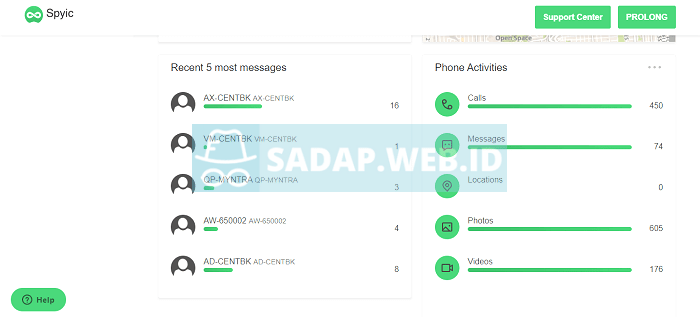 Spyic
Support Center
PROLONG
Open Space
Recent 5 most messages
AX-CENTBK AX-CENTBK
16
VM-CENTBK VM-CENTBK
1
QP-MYNTRA QP-MYNTRA
3
AW-650002 AW-650002
4
AD-CENTBK AD-CENTBK
8
Phone Activities
Calls
450
Messages
74
Locations
0
Photos
605
Videos
176
SADAP.WEB.ID
Help